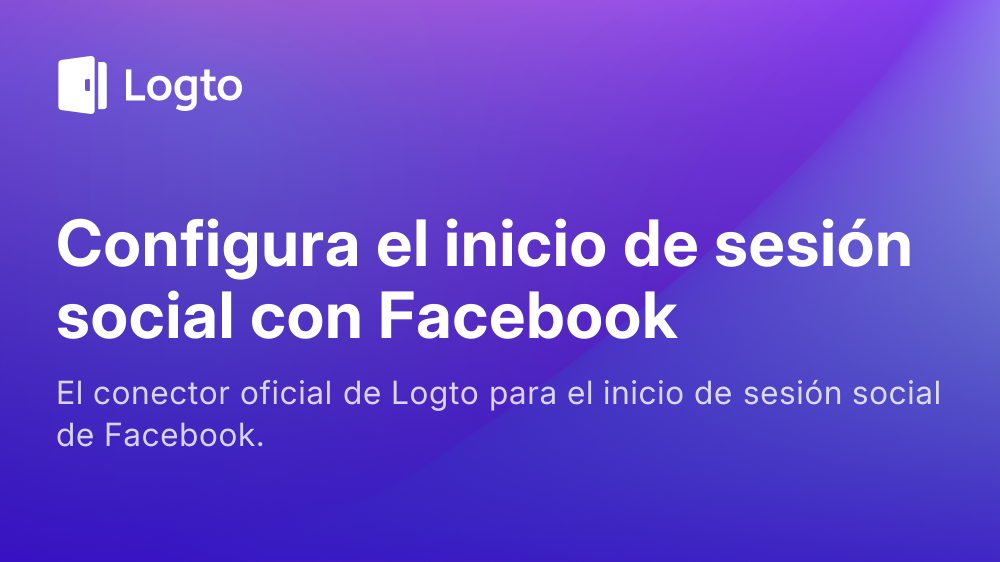 Logto
Configura el inicio de sesión
social con Facebook
El conector oficial de Logto para el inicio de sesión social
de Facebook.